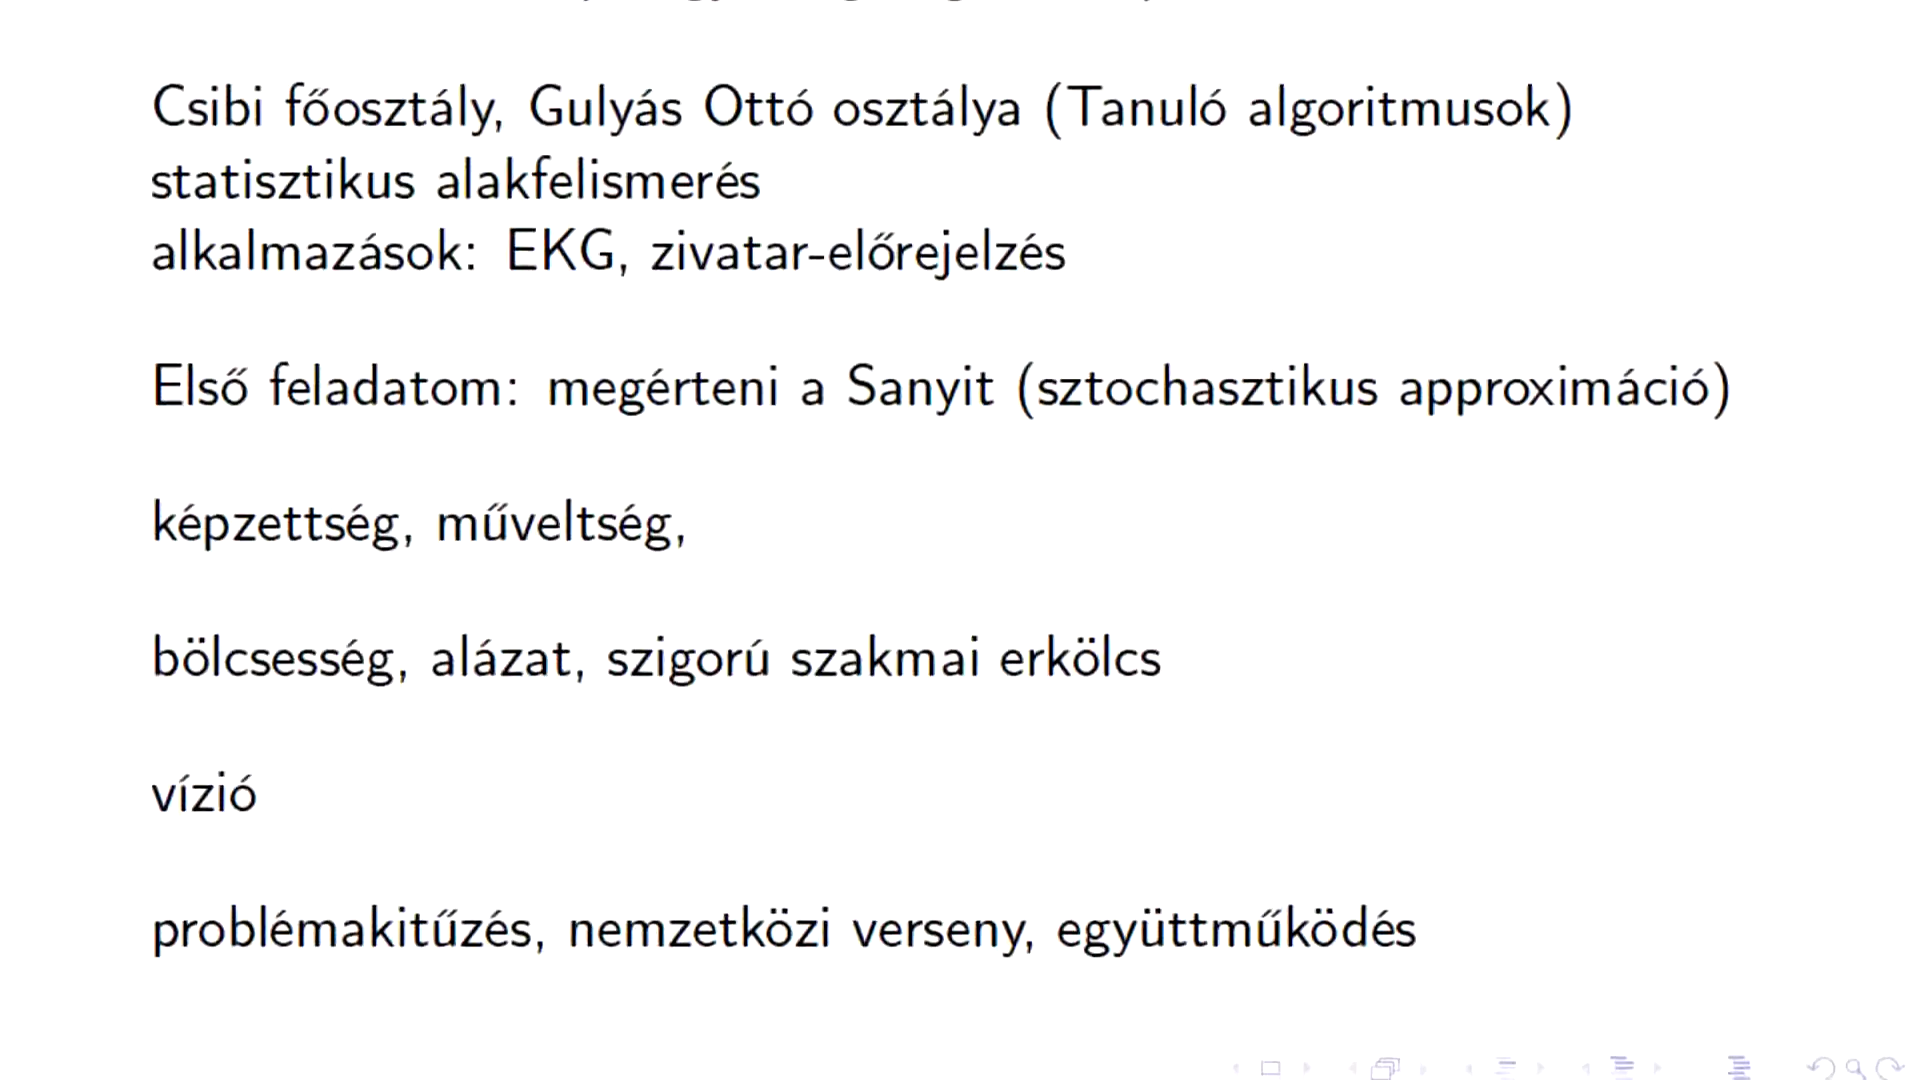 Csibi főosztály, Gulyás Ottó osztálya (Tanuló algoritmusok)
statisztikus alakfelismerés
alkalmazások: EKG, zivatar-előrejelzés
Első feladatom: megérteni a Sanyit (sztochasztikus approximáció)
képzettség, műveltség,
bölcsesség, alázat, szigorú szakmai erkölcs
vízió
problémakitűzés, nemzetközi verseny, együttműködés